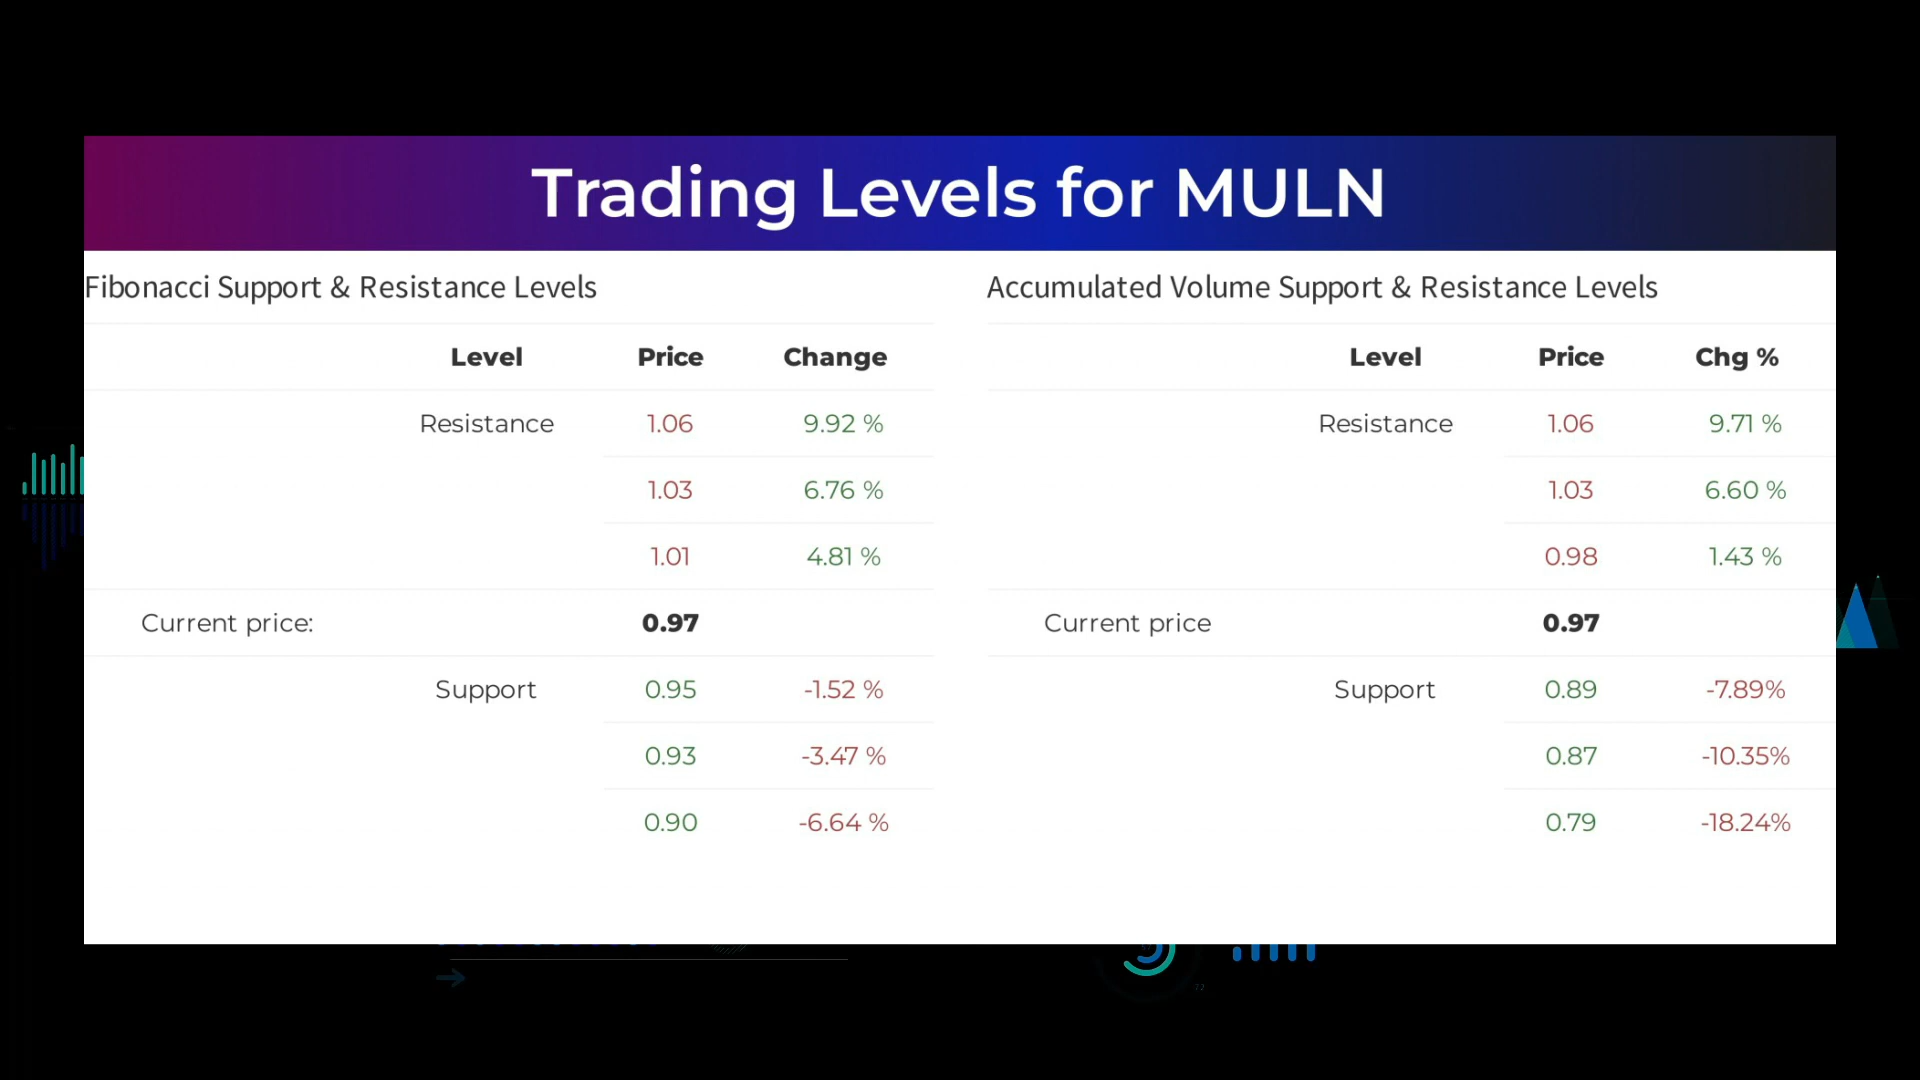 Trading Levels for MULN
Fibonacci Support & Resistance Levels
Level Price Change
Resistance 1.06 9.92 %
1.03 6.76 %
1.01 4.81 %
Current price: 0.97
Support 0.95 -1.52 %
0.93 -3.47 %
0.90 -6.64 %
Accumulated Volume Support & Resistance Levels
Level Price Chg %
Resistance 1.06 9.71 %
1.03 6.60 %
0.98 1.43 %
Current price 0.97
Support 0.89 -7.89%
0.87 -10.35%
0.79 -18.24%